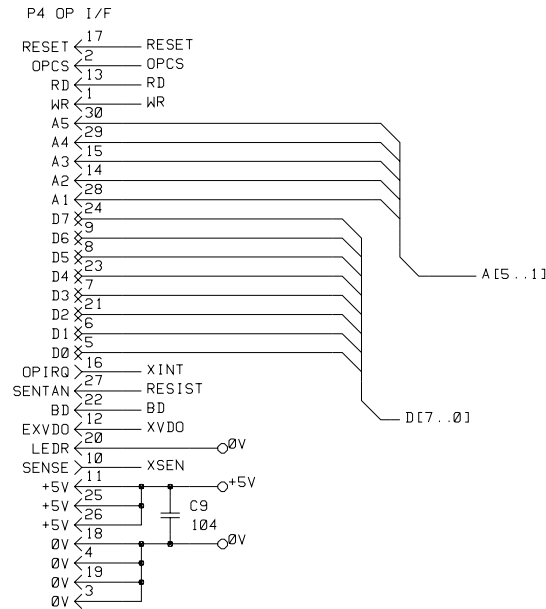 P4 OP I/F
RESET 17 RESET
OPCS 2 OPCS
RD 13 RD
WR 1 WR
A5 30
A4 29
A3 15
A2 14
A1 28
D7 24
D6 9
D5 8
D4 23
D3 7
D2 21
D1 6
D0 5
OPIRQ 16 XINT
SENTAN 27 RESIST
BD 22 BD
EXVDO 12 XVDO
LEDR 20 0V
SENSE 10 XSEN
+5V 11 +5V
+5V 25
+5V 26
C9
104
0V 18 0V
0V 4
0V 19
0V 3
A[5..1]
D[7..0]